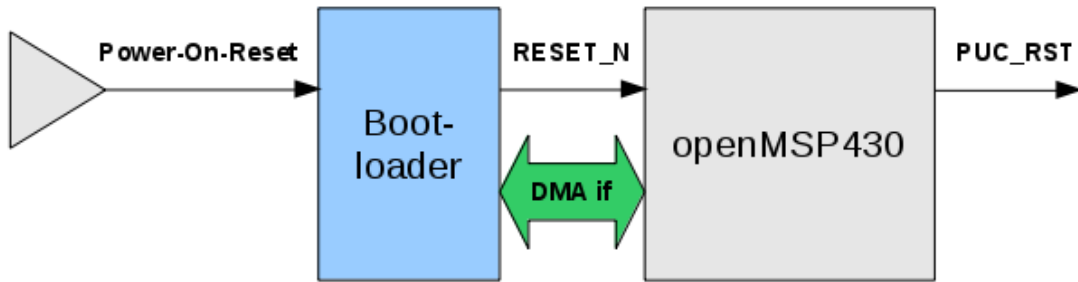 Power-On-Reset
RESET_N
PUC_RST
Boot-
loader
openMSP430
DMA if